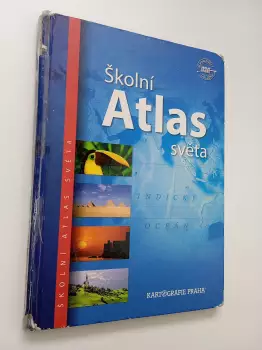 Školní
Atlas
světa
INDICKÝ
OCEÁN
KARTOGRAFIE PRAHA
ŠKOLNÍ ATLAS SVĚTA